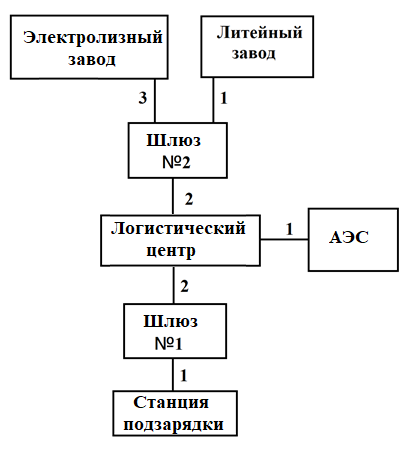 Электролизный
завод
Литейный
завод
3
1
Шлюз
№2
2
Логистический
центр
1
АЭС
2
Шлюз
№1
1
Станция
подзарядки